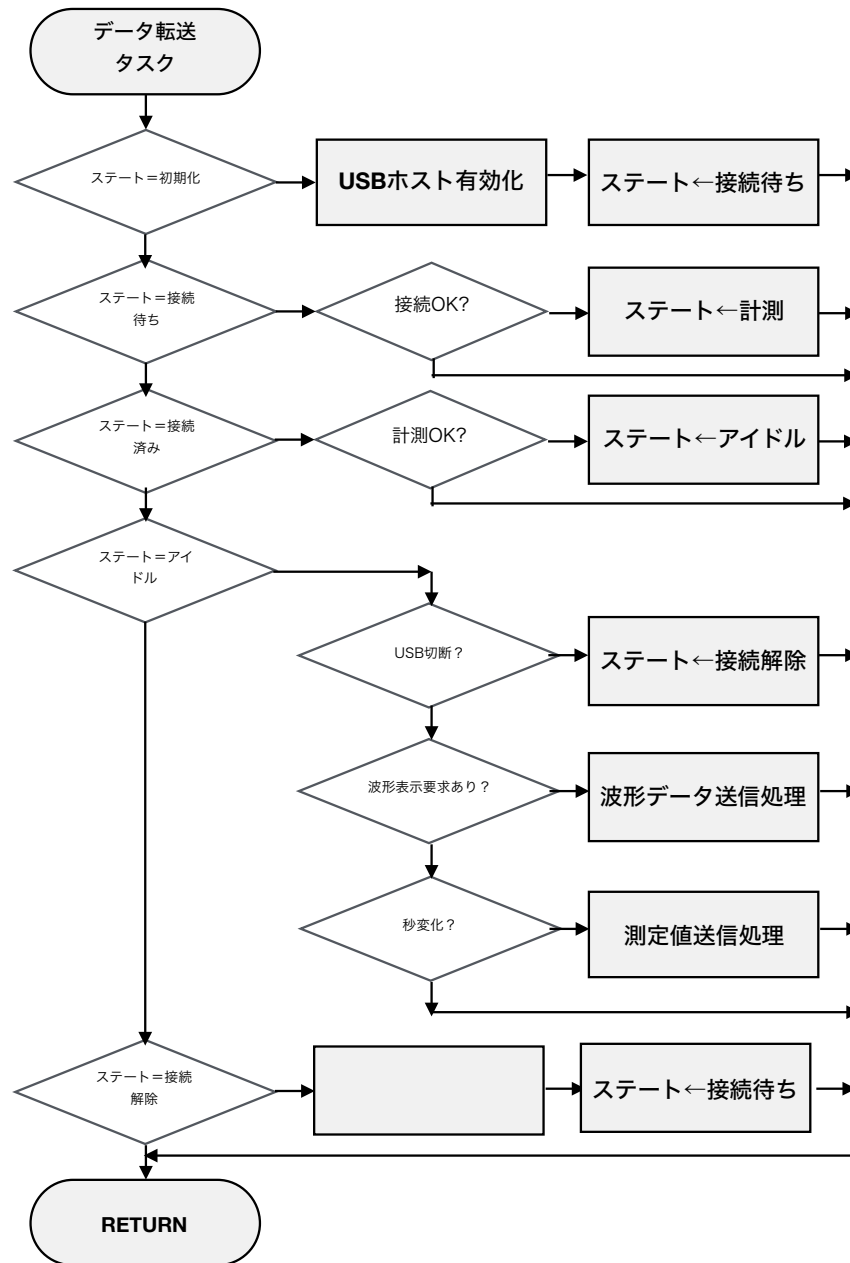 データ転送
タスク
ステート＝初期化
USBホスト有効化
ステート←接続待ち
ステート＝接続
待ち
接続OK?
ステート←計測
ステート＝接続
済み
計測OK?
ステート←アイドル
ステート＝アイ
ドル
USB切断？
ステート←接続解除
波形表示要求あり？
波形データ送信処理
秒変化？
測定値送信処理
ステート＝接続
解除
ステート←接続待ち
RETURN